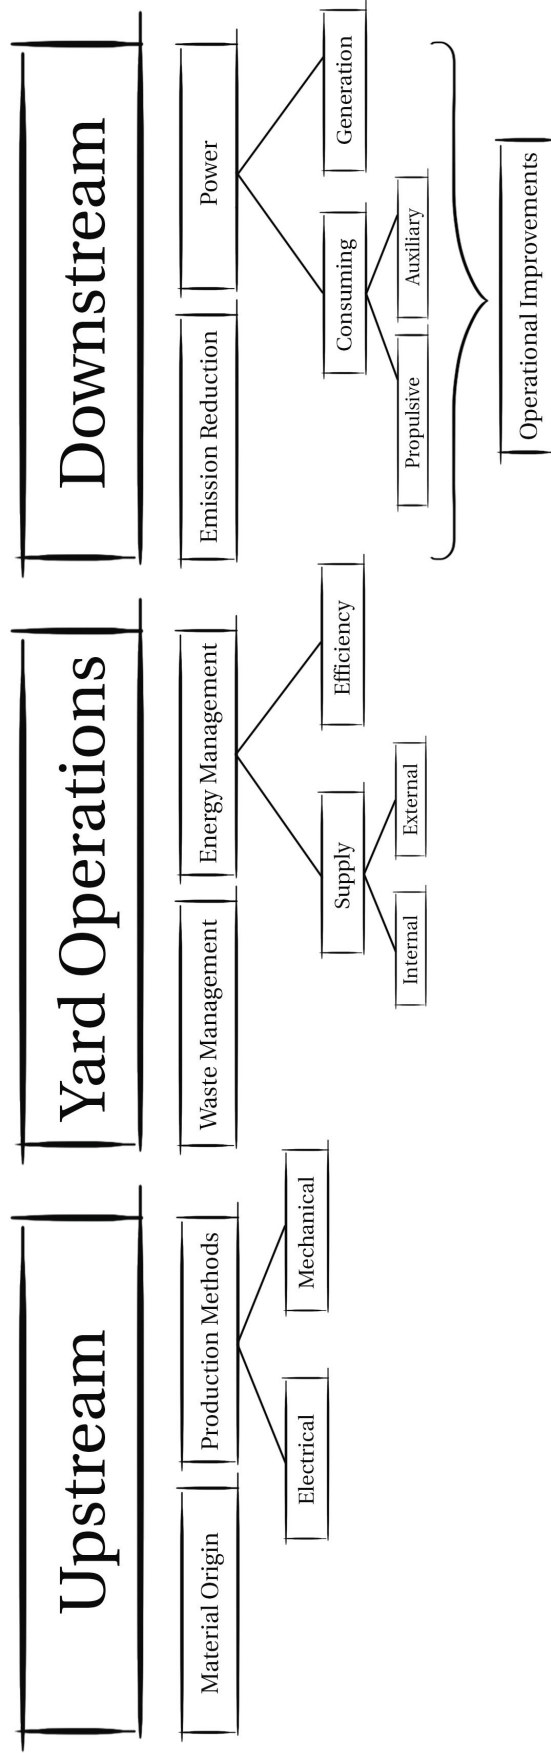 Upstream
Material Origin
Production Methods
Electrical
Mechanical
Yard Operations
Waste Management
Energy Management
Supply
Efficiency
Internal
External
Downstream
Emission Reduction
Power
Consuming
Generation
Propulsive
Auxiliary
Operational Improvements